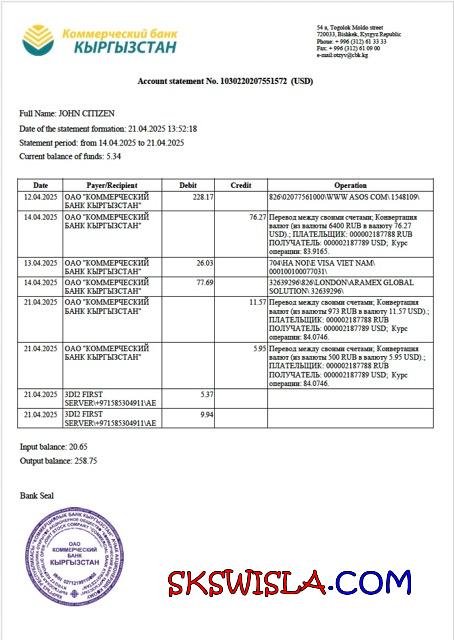 Коммерческий банк
КЫРГЫЗСТАН
54 a, Togolok Moldo street
720033, Bishkek, Kyrgyz Republic
Phone: + 996 (312) 61 33 33
Fax: + 996 (312) 61 09 00
e-mail:otzyv@cbk.kg
Account statement No. 1030220207551572 (USD)
Full Name: JOHN CITIZEN
Date of the statement formation: 21.04.2025 13:52:18
Statement period: from 14.04.2025 to 21.04.2025
Current balance of funds: 5.34
Date Payer/Recipient Debit Credit Operation
12.04.2025 ОАО "КОММЕРЧЕСКИЙ 228.17 826\02077561000\WWW ASOS COM\1548109\
БАНК КЫРГЫЗСТАН"
14.04.2025 ОАО "КОММЕРЧЕСКИЙ 76.27 Перевод между своими счетами; Конвертация
БАНК КЫРГЫЗСТАН" валют (из валюты 6400 RUB в валюту 76.27
USD).; ПЛАТЕЛЬЩИК: 000002187788 RUB
ПОЛУЧАТЕЛЬ: 000002187789 USD; Курс
операции: 83.9165.
13.04.2025 ОАО "КОММЕРЧЕСКИЙ 26.03 704\HA NOI\E VISA VIET NAM\
БАНК КЫРГЫЗСТАН" 000100100077031\
14.04.2025 ОАО "КОММЕРЧЕСКИЙ 77.69 32639296\826\LONDON\ARAMEX GLOBAL
БАНК КЫРГЫЗСТАН" SOLUTION\ 32639296\
21.04.2025 ОАО "КОММЕРЧЕСКИЙ 11.57 Перевод между своими счетами; Конвертация
БАНК КЫРГЫЗСТАН" валют (из валюты 973 RUB в валюту 11.57 USD).;
ПЛАТЕЛЬЩИК: 000002187788 RUB
ПОЛУЧАТЕЛЬ: 000002187789 USD; Курс
операции: 84.0746.
21.04.2025 ОАО "КОММЕРЧЕСКИЙ 5.95 Перевод между своими счетами; Конвертация
БАНК КЫРГЫЗСТАН" валют (из валюты 500 RUB в валюту 5.95 USD).;
ПЛАТЕЛЬЩИК: 000002187788 RUB
ПОЛУЧАТЕЛЬ: 000002187789 USD; Курс
операции: 84.0746.
21.04.2025 3DI2 FIRST 5.37
SERVER\+971585304911\AE
21.04.2025 3DI2 FIRST 9.94
SERVER\+971585304911\AE
Input balance: 20.65
Output balance: 258.75
Bank Seal
ОАО
КОММЕРЧЕСКИЙ
БАНК
КЫРГЫЗСТАН
SKSWISLA.COM